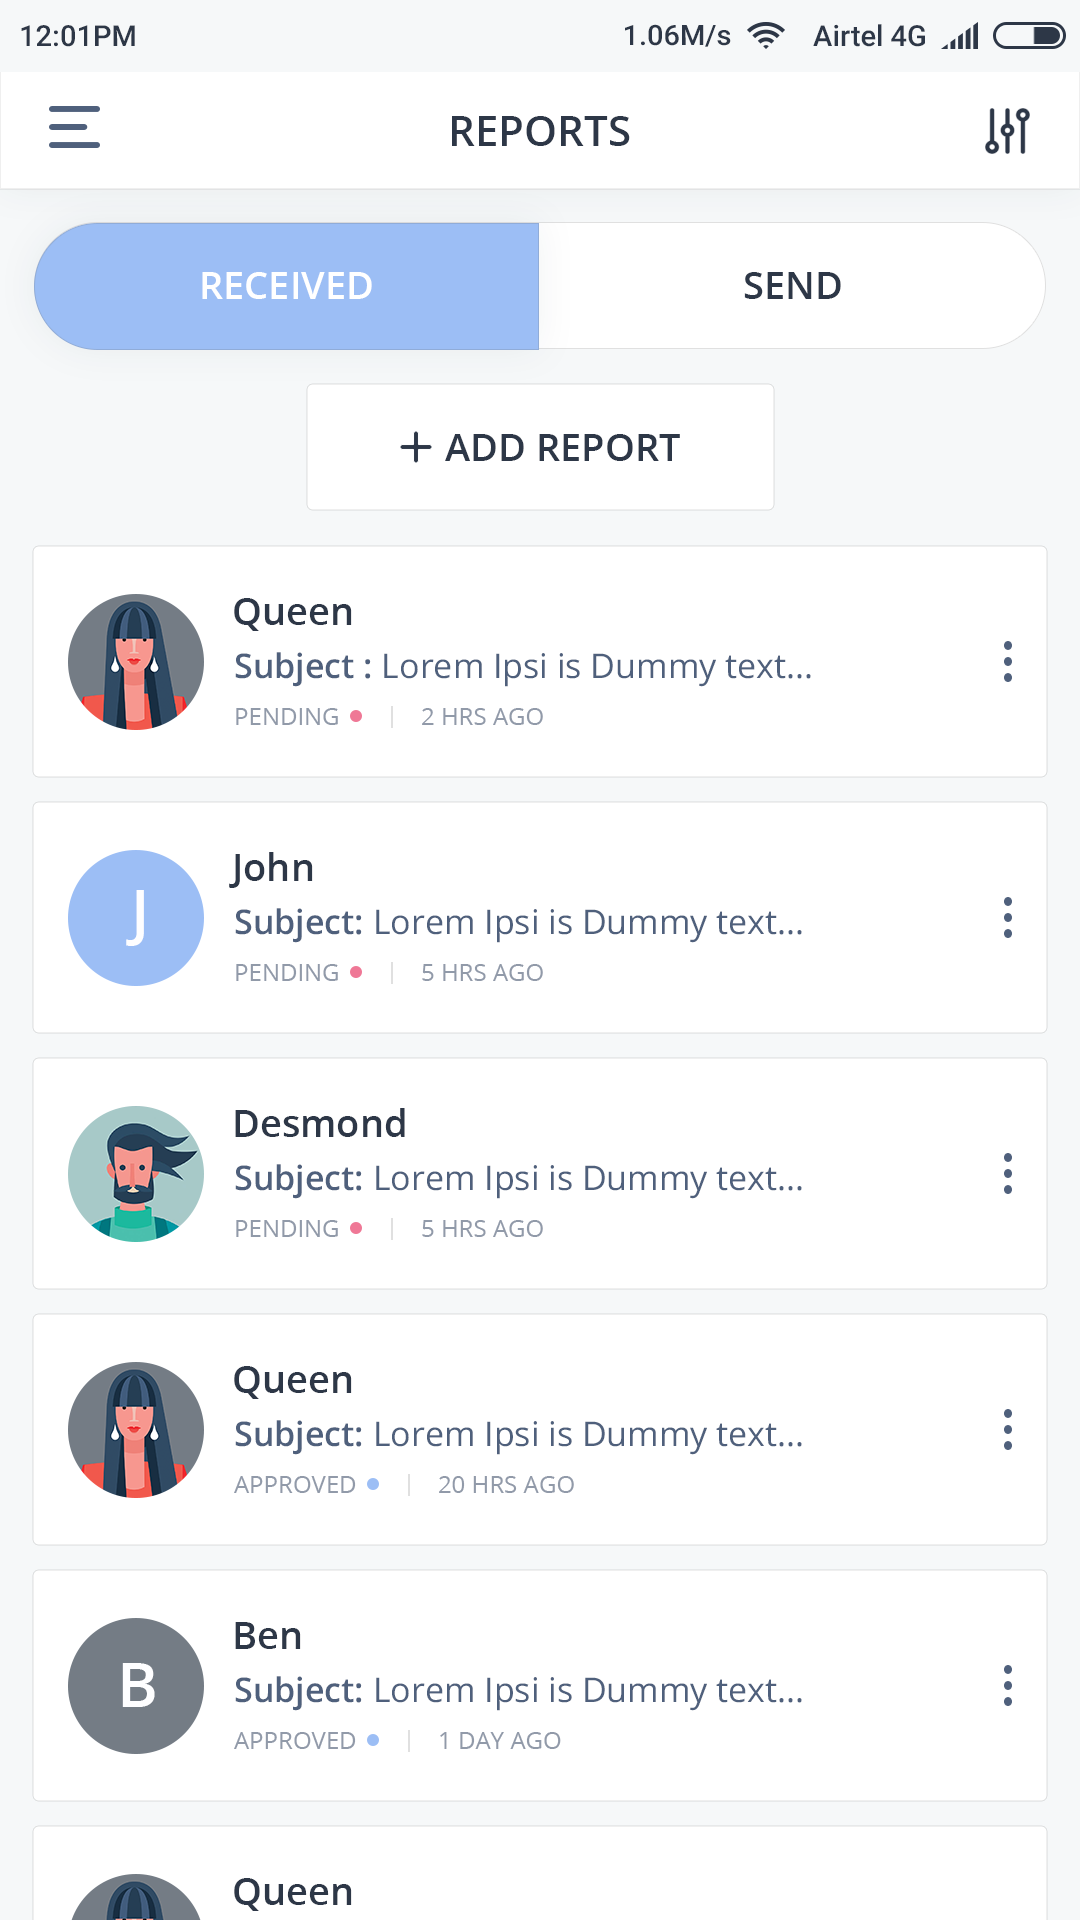 12:01PM 1.06M/s Airtel 4G
REPORTS
RECEIVED SEND
+ ADD REPORT
Queen
Subject : Lorem Ipsi is Dummy text...
PENDING | 2 HRS AGO
J
John
Subject: Lorem Ipsi is Dummy text...
PENDING | 5 HRS AGO
Desmond
Subject: Lorem Ipsi is Dummy text...
PENDING | 5 HRS AGO
Queen
Subject: Lorem Ipsi is Dummy text...
APPROVED | 20 HRS AGO
B
Ben
Subject: Lorem Ipsi is Dummy text...
APPROVED | 1 DAY AGO
Queen